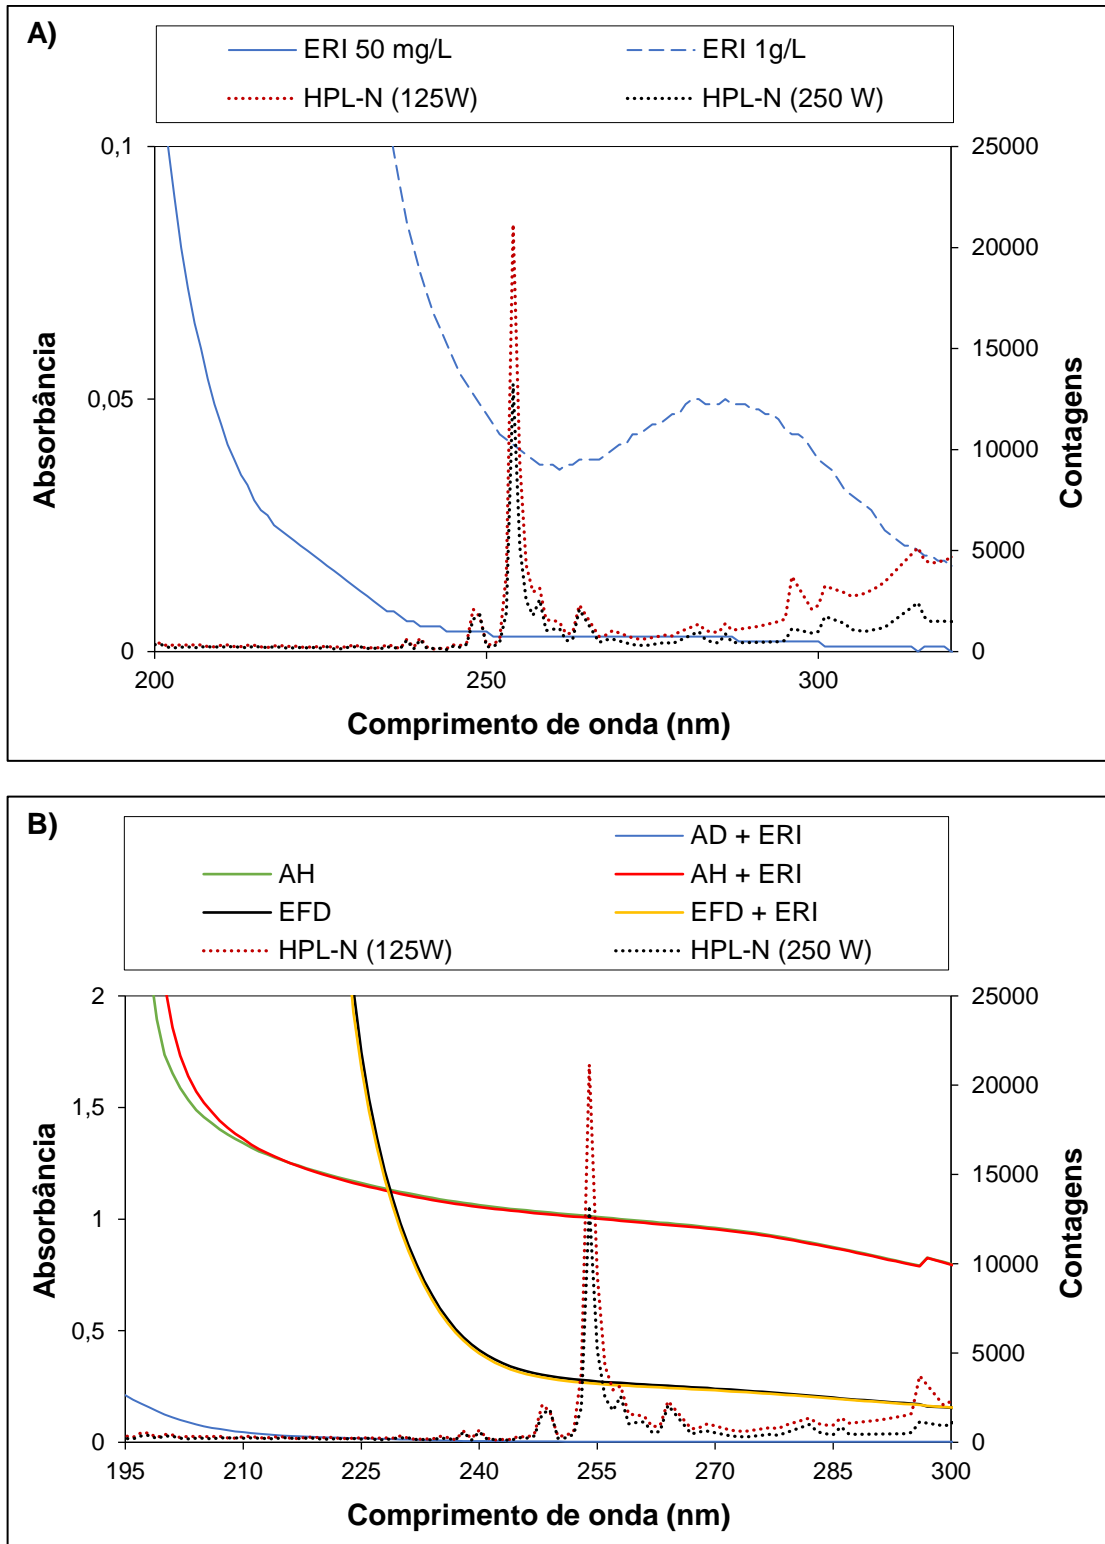 A)
ERI 50 mg/L ERI 1g/L
HPL-N (125W) HPL-N (250 W)
0,1 25000
20000
15000
0,05
10000
5000
0 0
200 250 300
Absorbância
Contagens
Comprimento de onda (nm)
B)
AD + ERI
AH AH + ERI
EFD EFD + ERI
HPL-N (125W) HPL-N (250 W)
2 25000
20000
1,5
15000
1
10000
0,5
5000
0 0
195 210 225 240 255 270 285 300
Absorbância
Contagens
Comprimento de onda (nm)